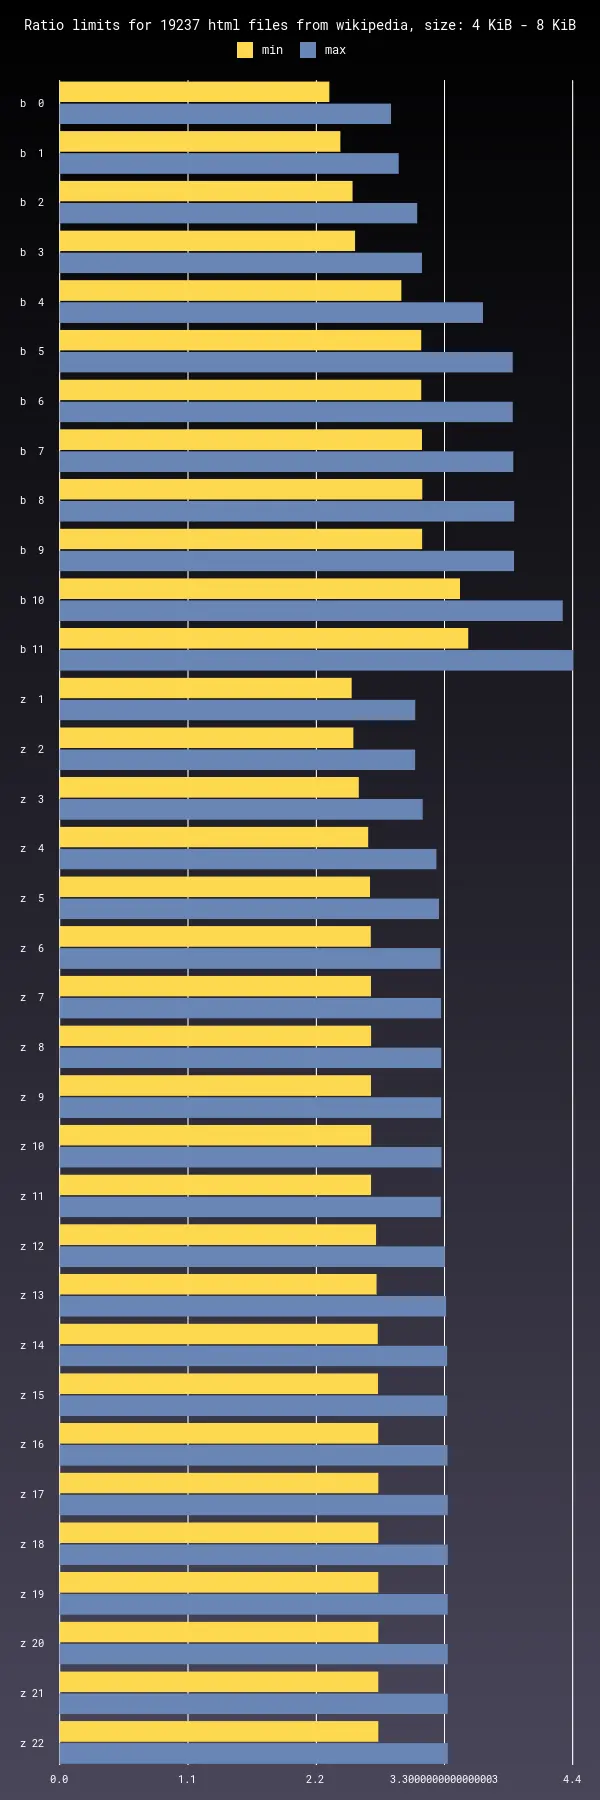 Ratio limits for 19237 html files from wikipedia, size: 4 KiB - 8 KiB
min max
b 0
b 1
b 2
b 3
b 4
b 5
b 6
b 7
b 8
b 9
b 10
b 11
z 1
z 2
z 3
z 4
z 5
z 6
z 7
z 8
z 9
z 10
z 11
z 12
z 13
z 14
z 15
z 16
z 17
z 18
z 19
z 20
z 21
z 22
0.0 1.1 2.2 3.3000000000000003 4.4